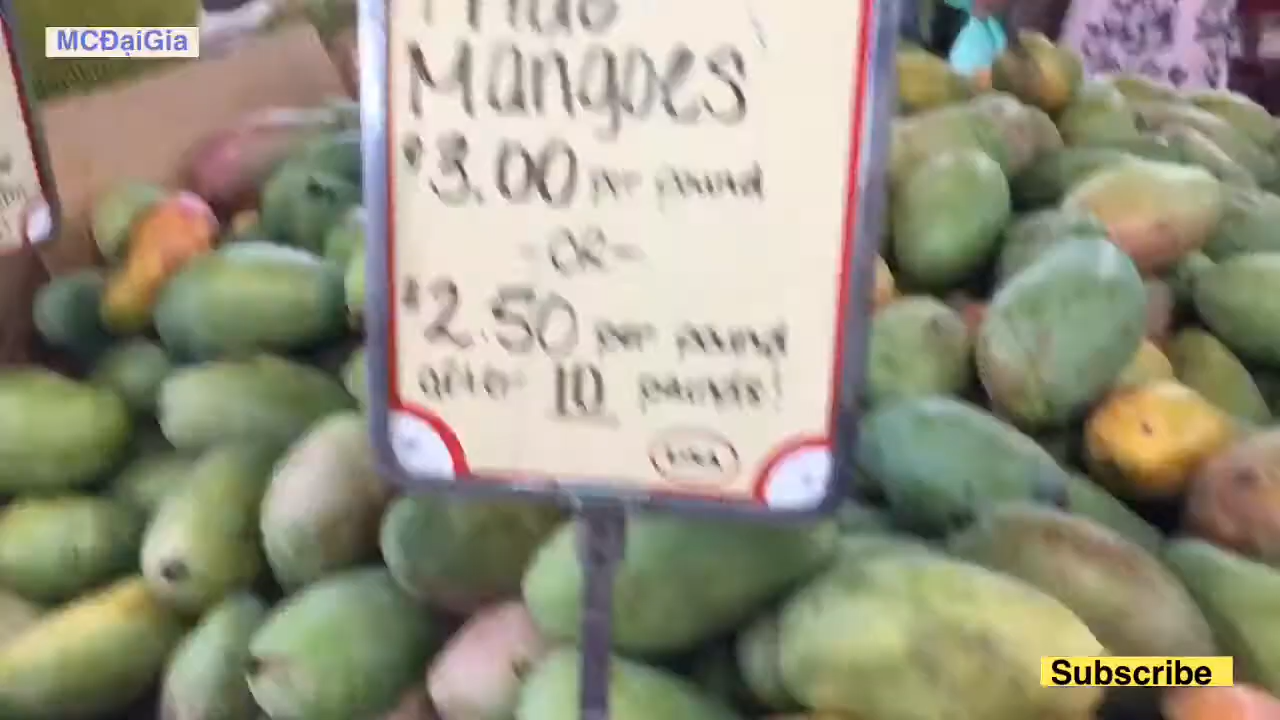 MCĐạiGia
Mangoes
$3.00 per pound
-OR-
$2.50 per pound
after 10 pounds!
Subscribe